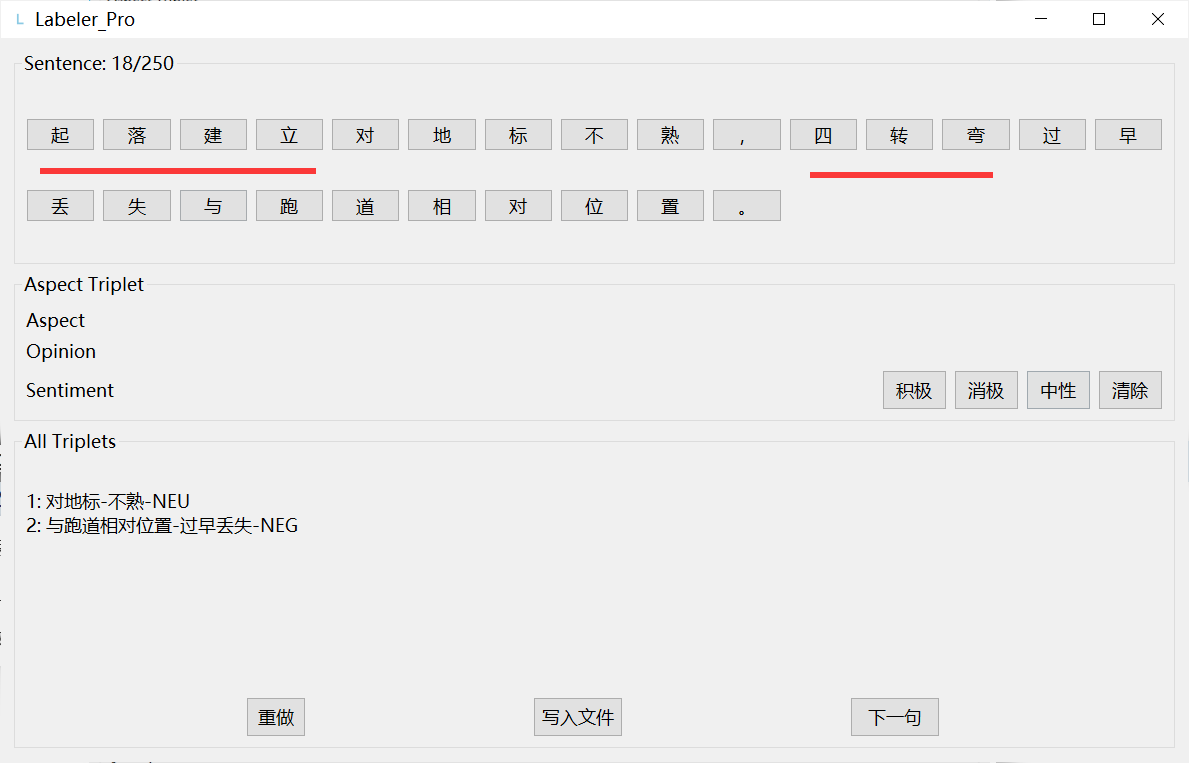 L Labeler_Pro
Sentence: 18/250
起 落 建 立 对 地 标 不 熟 , 四 转 弯 过 早
丢 失 与 跑 道 相 对 位 置 。
Aspect Triplet
Aspect
Opinion
Sentiment 积极 消极 中性 清除
All Triplets
1: 对地标-不熟-NEU
2: 与跑道相对位置-过早丢失-NEG
重做 写入文件 下一句